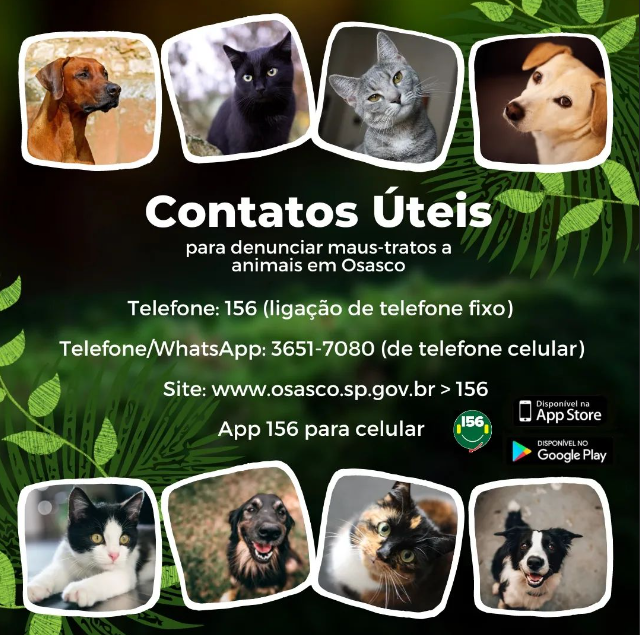 Contatos Úteis
para denunciar maus-tratos a
animais em Osasco
Telefone: 156 (ligação de telefone fixo)
Telefone/WhatsApp: 3651-7080 (de telefone celular)
Site: www.osasco.sp.gov.br > 156
App 156 para celular
156
Disponível na
App Store
DISPONÍVEL NO
Google Play